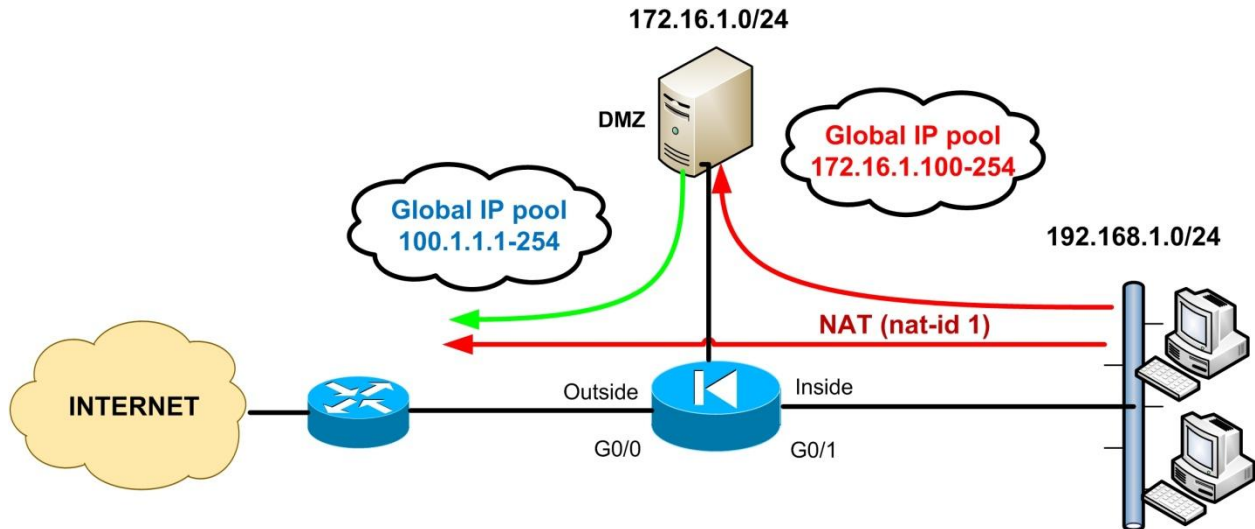 172.16.1.0/24
DMZ
Global IP pool
172.16.1.100-254
Global IP pool
100.1.1.1-254
192.168.1.0/24
NAT (nat-id 1)
INTERNET
Outside
Inside
G0/0
G0/1